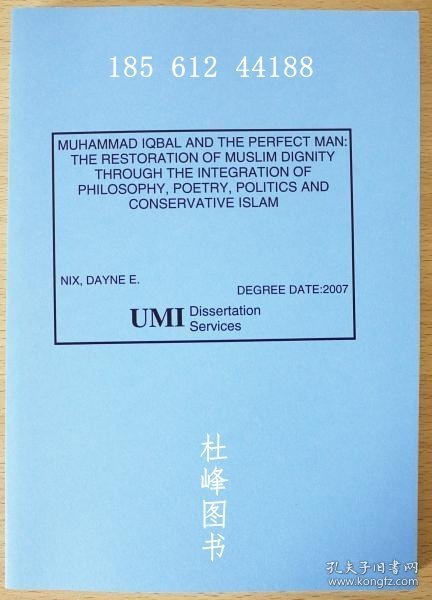 185 612 44188
MUHAMMAD IQBAL AND THE PERFECT MAN:
THE RESTORATION OF MUSLIM DIGNITY
THROUGH THE INTEGRATION OF
PHILOSOPHY, POETRY, POLITICS AND
CONSERVATIVE ISLAM
NIX, DAYNE E.
DEGREE DATE:2007
UMI Dissertation
Services
杜峰图书
孔夫子旧书网
www.kongfz.com